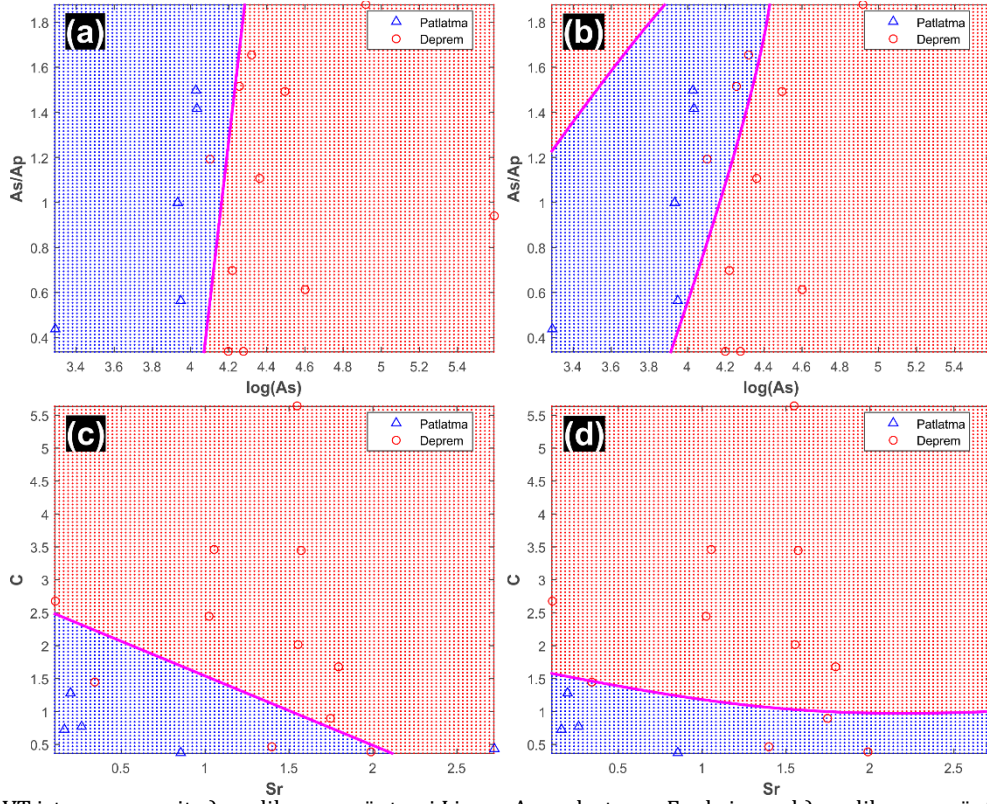 (a)
Patlatma
Deprem
1.8
1.6
1.4
1.2
1
0.8
0.6
0.4
As/Ap
3.4 3.6 3.8 4 4.2 4.4 4.6 4.8 5 5.2 5.4
log(As)
(b)
Patlatma
Deprem
1.8
1.6
1.4
1.2
1
0.8
0.6
0.4
As/Ap
3.4 3.6 3.8 4 4.2 4.4 4.6 4.8 5 5.2 5.4
log(As)
(c)
Patlatma
Deprem
5.5
5
4.5
4
3.5
3
2.5
2
1.5
1
0.5
C
0.5 1 1.5 2 2.5
Sr
(d)
Patlatma
Deprem
5.5
5
4.5
4
3.5
3
2.5
2
1.5
1
0.5
C
0.5 1 1.5 2 2.5
Sr